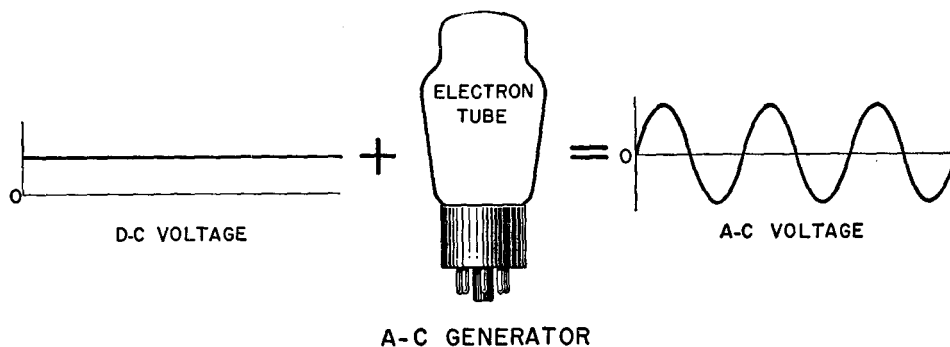 ELECTRON
TUBE
0
D-C VOLTAGE
+
=
0
A-C VOLTAGE
A-C GENERATOR